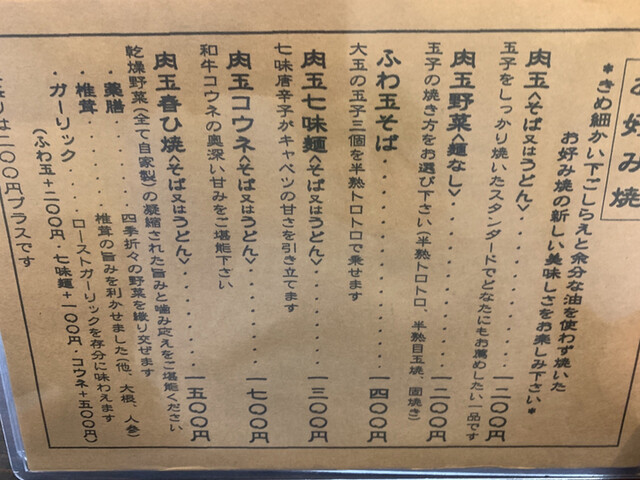 お好み焼
*きめ細かい下ごしらえと余分な油を使わず焼いた
お好み焼の新しい美味しさをお楽しみ下さい*
肉玉<そば又はうどん>・・・・・・・一二〇〇円
玉子をしっかり焼いたスタンダードでどなたにもお薦めしたい一品です
肉玉野菜<麺なし>・・・・・・・・・一二〇〇円
玉子の焼き方をお選び下さい(半熟トロトロ、半熟目玉焼、固焼き)
ふわ玉そば・・・・・・・・・・・一四〇〇円
大玉の玉子三個を半熟トロトロで乗せます
肉玉七味麺<そば又はうどん>・・・・一三〇〇円
七味唐辛子がキャベツの甘さを引き立てます
肉玉コウネ<そば又はうどん>・・・・一七〇〇円
和牛コウネの奥深い甘みをご堪能下さい
肉玉香ひ焼<そば又はうどん>・・・・一五〇〇円
乾燥野菜(全て自家製)の凝縮された旨みと噛み応えをご堪能ください
・薬膳・・・・・四季折々の野菜を練り交ぜます
・椎茸・・・・・椎茸の旨みを利かせました(他、大根、人参)
・ガーリック・・・ローストガーリックを存分に味わえます
(ふわ玉+二〇〇円・七味麺+一〇〇円・コウネ+五〇〇円)
は二〇〇円プラスです